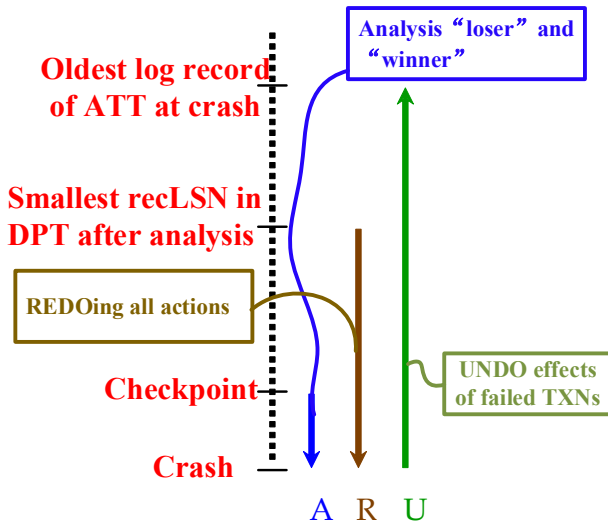 Analysis “loser” and
“winner”
Oldest log record
of ATT at crash
Smallest recLSN in
DPT after analysis
REDOing all actions
Checkpoint
UNDO effects
of failed TXNs
Crash
A R U